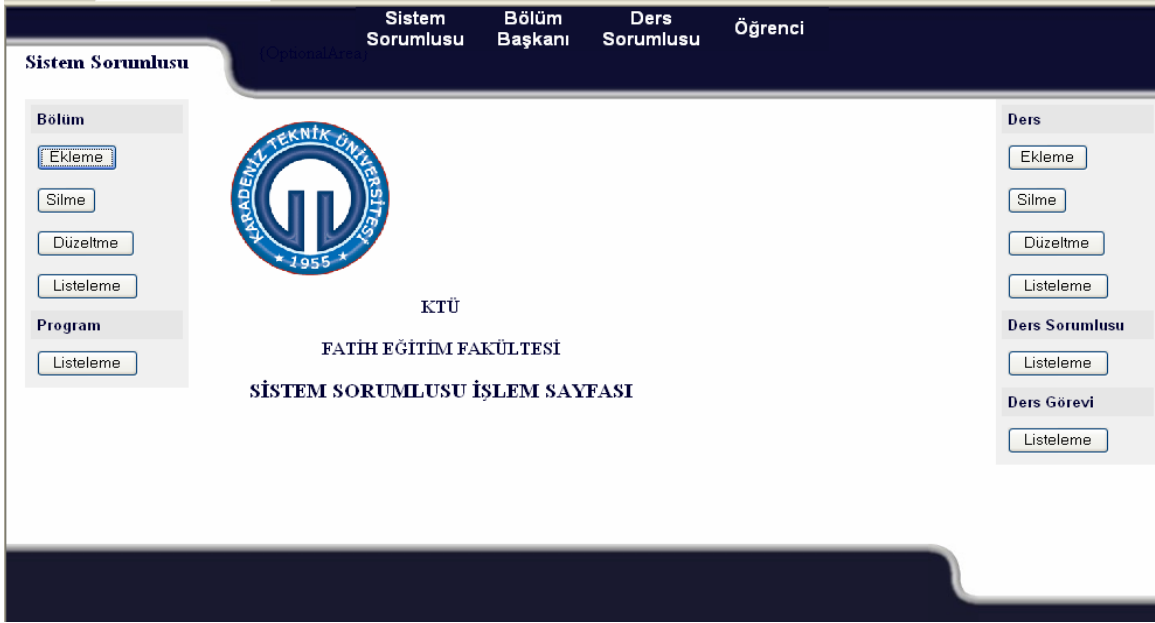 Sistem Sorumlusu
Bölüm Başkanı
Ders Sorumlusu
Öğrenci
(OptionalArea)
Sistem Sorumlusu
Bölüm
Ekleme
Silme
Düzeltme
Listeleme
Program
Listeleme
KARADENİZ TEKNİK ÜNİVERSİTESİ
* 1955 *
KTÜ
FATİH EĞİTİM FAKÜLTESİ
SİSTEM SORUMLUSU İŞLEM SAYFASI
Ders
Ekleme
Silme
Düzeltme
Listeleme
Ders Sorumlusu
Listeleme
Ders Görevi
Listeleme